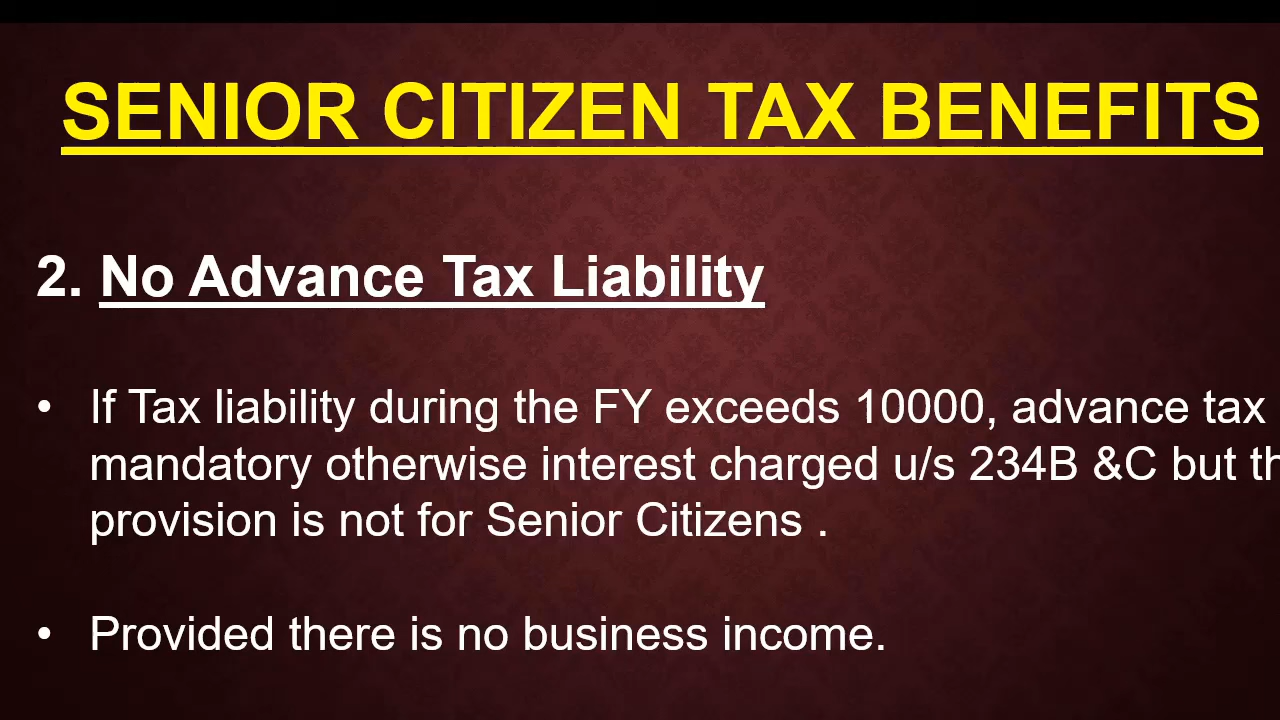 SENIOR CITIZEN TAX BENEFITS
2. No Advance Tax Liability
• If Tax liability during the FY exceeds 10000, advance tax
mandatory otherwise interest charged u/s 234B &C but
provision is not for Senior Citizens .
• Provided there is no business income.